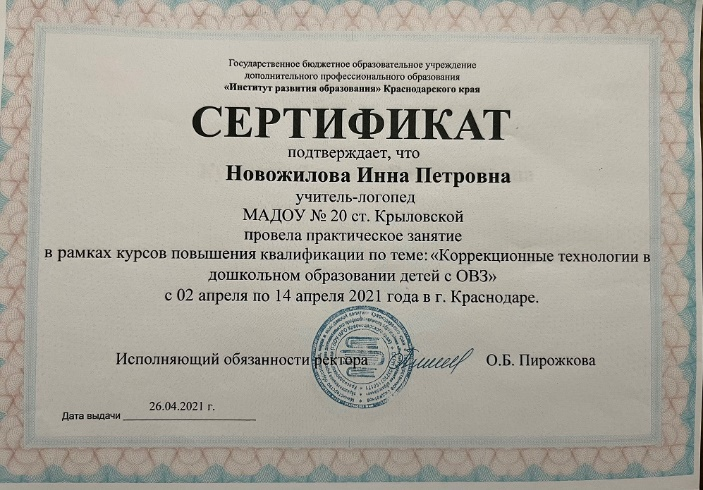 Государственное бюджетное образовательное учреждение
дополнительного профессионального образования
«Институт развития образования» Краснодарского края
СЕРТИФИКАТ
подтверждает, что
Новожилова Инна Петровна
учитель-логопед
МАДОУ № 20 ст. Крыловской
провела практическое занятие
в рамках курсов повышения квалификации по теме: «Коррекционные технологии в
дошкольном образовании детей с ОВЗ»
с 02 апреля по 14 апреля 2021 года в г. Краснодаре.
Исполняющий обязанности ректора О.Б. Пирожкова
Дата выдачи 26.04.2021 г.